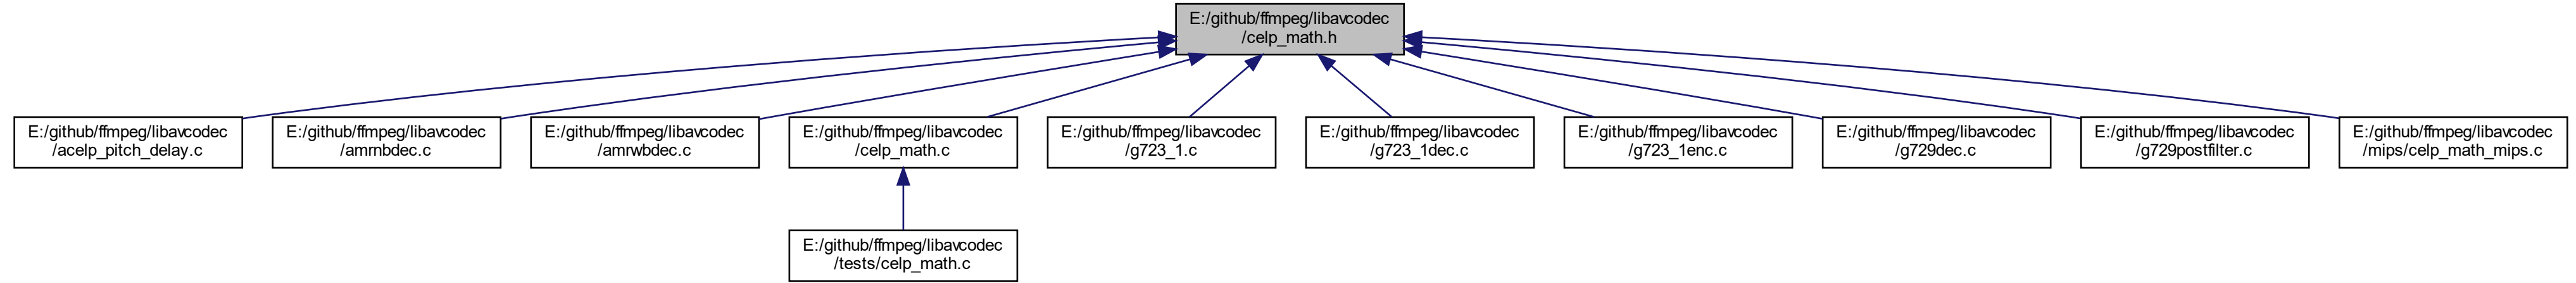 E:/github/ffmpeg/libavcodec
/celp_math.h
E:/github/ffmpeg/libavcodec
/acelp_pitch_delay.c
E:/github/ffmpeg/libavcodec
/amrnbdec.c
E:/github/ffmpeg/libavcodec
/amrwbdec.c
E:/github/ffmpeg/libavcodec
/celp_math.c
E:/github/ffmpeg/libavcodec
/g723_1.c
E:/github/ffmpeg/libavcodec
/g723_1dec.c
E:/github/ffmpeg/libavcodec
/g723_1enc.c
E:/github/ffmpeg/libavcodec
/g729dec.c
E:/github/ffmpeg/libavcodec
/g729postfilter.c
E:/github/ffmpeg/libavcodec
/mips/celp_math_mips.c
E:/github/ffmpeg/libavcodec
/tests/celp_math.c